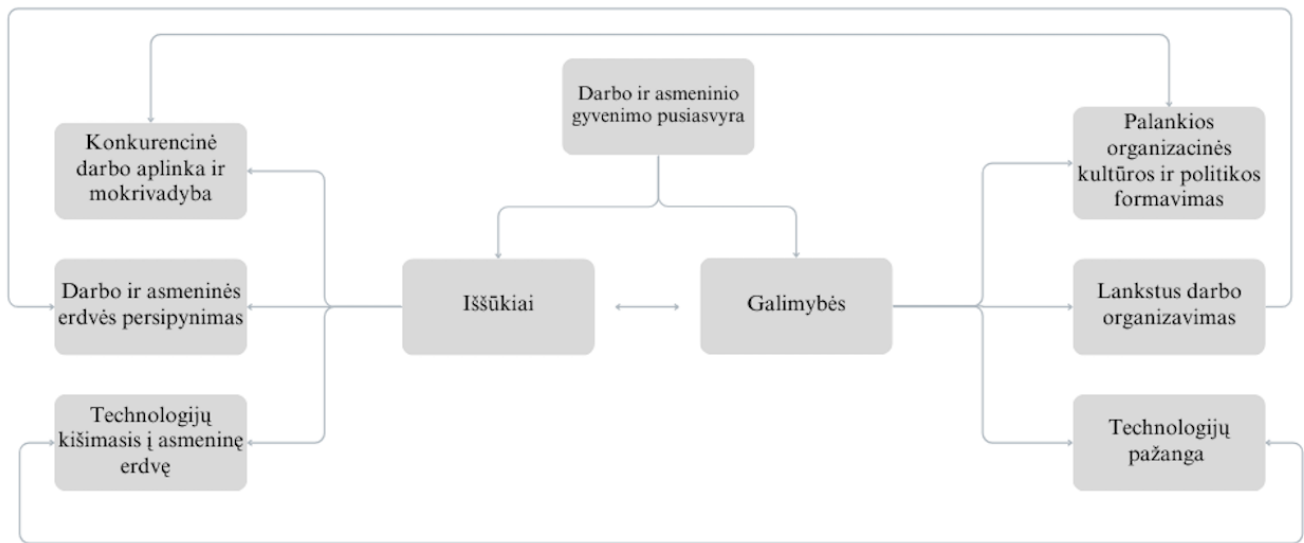 Darbo ir asmeninio
gyvenimo pusiasvyra
Konkurencinė
darbo aplinka ir
mokrivadyba
Palankios
organizacinės
kultūros ir politikos
formavimas
Darbo ir asmeninės
erdvės persipynimas
Iššūkiai
Galimybės
Lankstus darbo
organizavimas
Technologijų
kišimasis į asmeninę
erdvę
Technologijų
pažanga